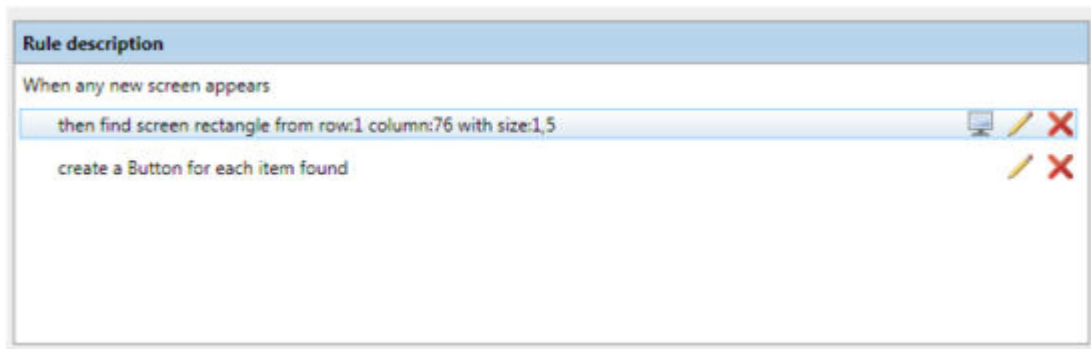 Rule description
When any new screen appears
then find screen rectangle from row:1 column:76 with size:1,5
create a Button for each item found